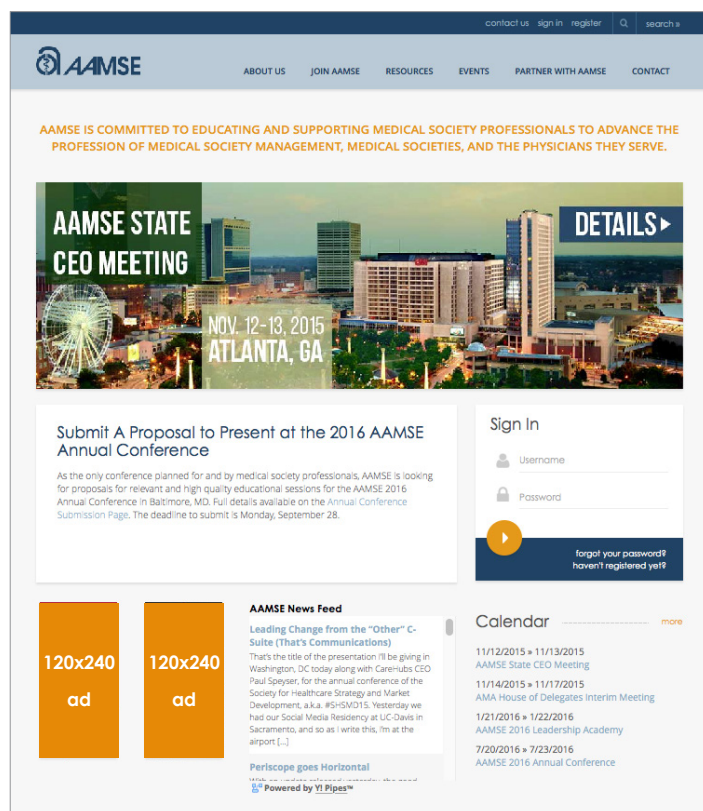 contact us sign in register search »
AAMSE
ABOUT US JOIN AAMSE RESOURCES EVENTS PARTNER WITH AAMSE CONTACT
AAMSE IS COMMITTED TO EDUCATING AND SUPPORTING MEDICAL SOCIETY PROFESSIONALS TO ADVANCE THE
PROFESSION OF MEDICAL SOCIETY MANAGEMENT, MEDICAL SOCIETIES, AND THE PHYSICIANS THEY SERVE.
AAMSE STATE
CEO MEETING
DETAILS
NOV. 12-13, 2015
ATLANTA, GA
Submit A Proposal to Present at the 2016 AAMSE
Annual Conference
As the only conference planned for and by medical society professionals, AAMSE is looking
for proposals for relevant and high quality educational sessions for the AAMSE 2016
Annual Conference in Baltimore, MD. Full details available on the Annual Conference
Submission Page. The deadline to submit is Monday, September 28.
Sign In
Username
Password
forgot your password?
haven't registered yet?
120x240
ad
120x240
ad
AAMSE News Feed
Leading Change from the “Other” C-
Suite (That’s Communications)
That’s the title of the presentation I’ll be giving in
Washington, DC today along with CareHubs CEO
Paul Speyser, for the annual conference of the
Society for Healthcare Strategy and Market
Development, a.k.a. #SHSMD15. Yesterday we
had our Social Media Residency at UC-Davis in
Sacramento, and so as I write this, I’m at the
airport [...]
Periscope goes Horizontal
With an update released yesterday, the good
Powered by Y! Pipes™
Calendar more
11/12/2015 » 11/13/2015
AAMSE State CEO Meeting
11/14/2015 » 11/17/2015
AMA House of Delegates Interim Meeting
1/21/2016 » 1/22/2016
AAMSE 2016 Leadership Academy
7/20/2016 » 7/23/2016
AAMSE 2016 Annual Conference